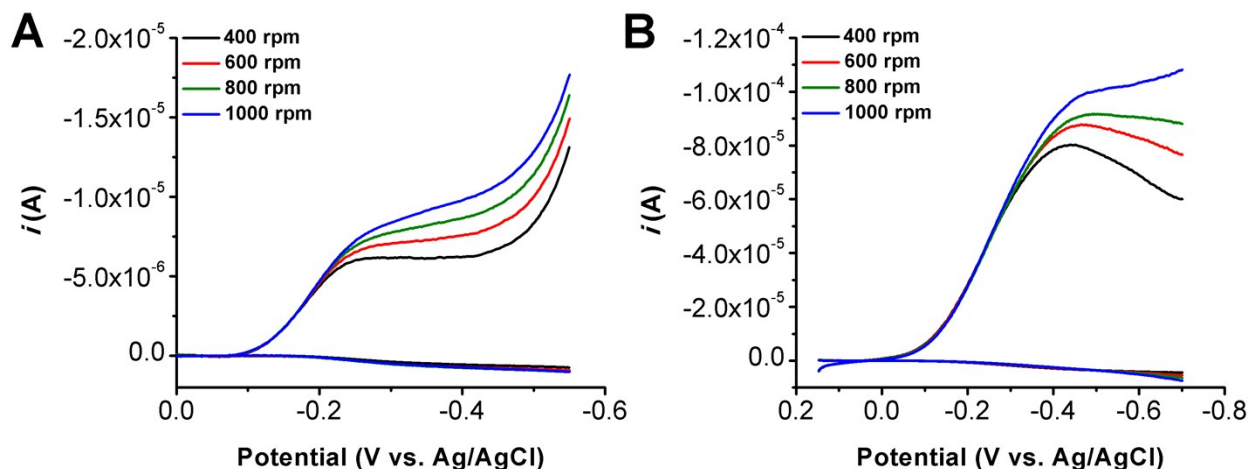 A
-2.0x10⁻⁵
-1.5x10⁻⁵
-1.0x10⁻⁵
-5.0x10⁻⁶
0.0
400 rpm
600 rpm
800 rpm
1000 rpm
i (A)
0.0
-0.2
-0.4
-0.6
Potential (V vs. Ag/AgCl)
B
-1.2x10⁻⁴
-1.0x10⁻⁴
-8.0x10⁻⁵
-6.0x10⁻⁵
-4.0x10⁻⁵
-2.0x10⁻⁵
0.0
400 rpm
600 rpm
800 rpm
1000 rpm
i (A)
0.2
0.0
-0.2
-0.4
-0.6
-0.8
Potential (V vs. Ag/AgCl)